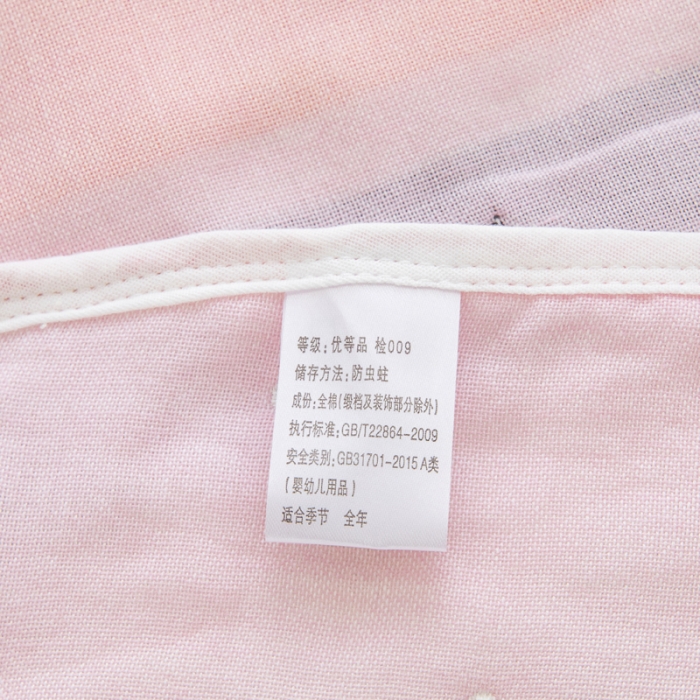 等级:优等品 检009
储存方法:防虫蛀
成份:全棉(缎档及装饰部分除外)
执行标准:GB/T22864-2009
安全类别:GB31701-2015 A类
(婴幼儿用品)
适合季节 全年